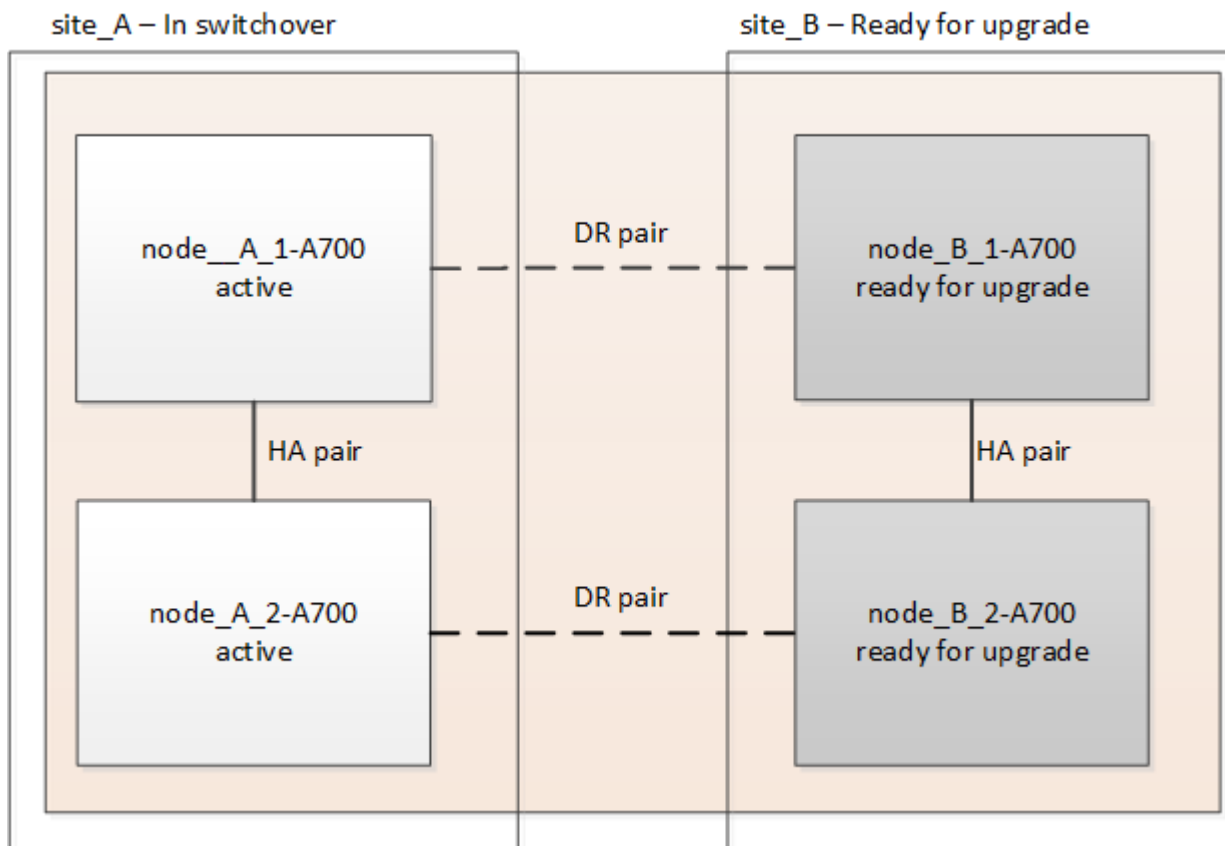 site_A – In switchover
site_B – Ready for upgrade
node__A_1-A700
active
DR pair
node_B_1-A700
ready for upgrade
HA pair
HA pair
node_A_2-A700
active
DR pair
node_B_2-A700
ready for upgrade